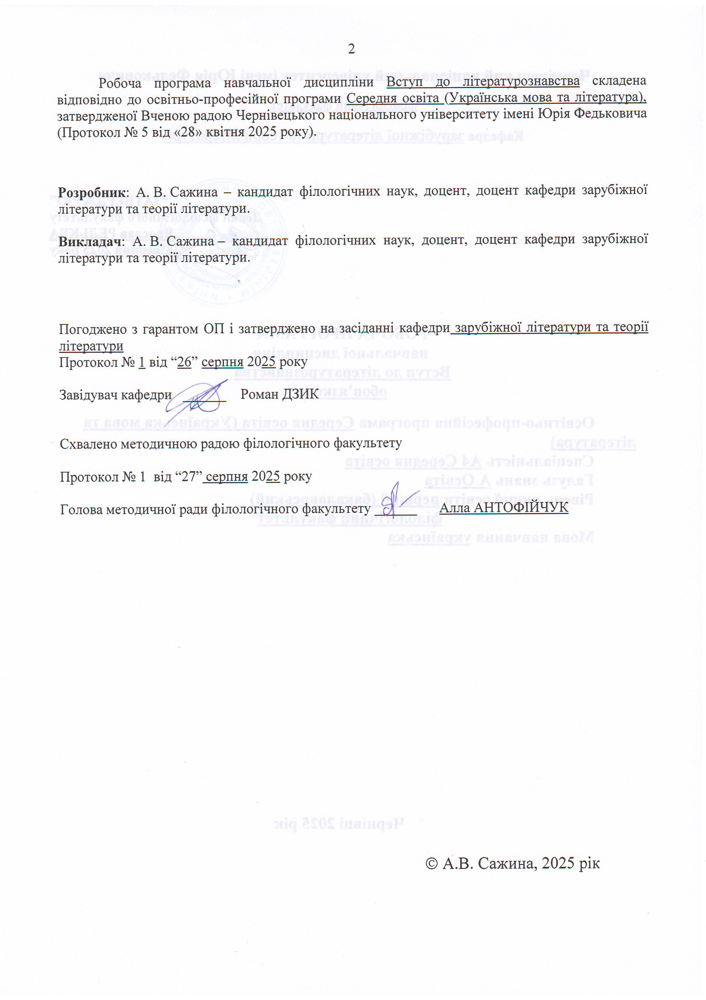 2
Робоча програма навчальної дисципліни Вступ до літературознавства складена
відповідно до освітньо-професійної програми Середня освіта (Українська мова та література),
затвердженої Вченою радою Чернівецького національного університету імені Юрія Федьковича
(Протокол № 5 від «28» квітня 2025 року).
Розробник: А. В. Сажина – кандидат філологічних наук, доцент, доцент кафедри зарубіжної
літератури та теорії літератури.
Викладач: А. В. Сажина – кандидат філологічних наук, доцент, доцент кафедри зарубіжної
літератури та теорії літератури.
Погоджено з гарантом ОП і затверджено на засіданні кафедри зарубіжної літератури та теорії
літератури
Протокол № 1 від “26” серпня 2025 року
Завідувач кафедри ______ Роман ДЗИК
Схвалено методичною радою філологічного факультету
Протокол № 1 від “27” серпня 2025 року
Голова методичної ради філологічного факультету ______ Алла АНТОФІЙЧУК
© А.В. Сажина, 2025 рік